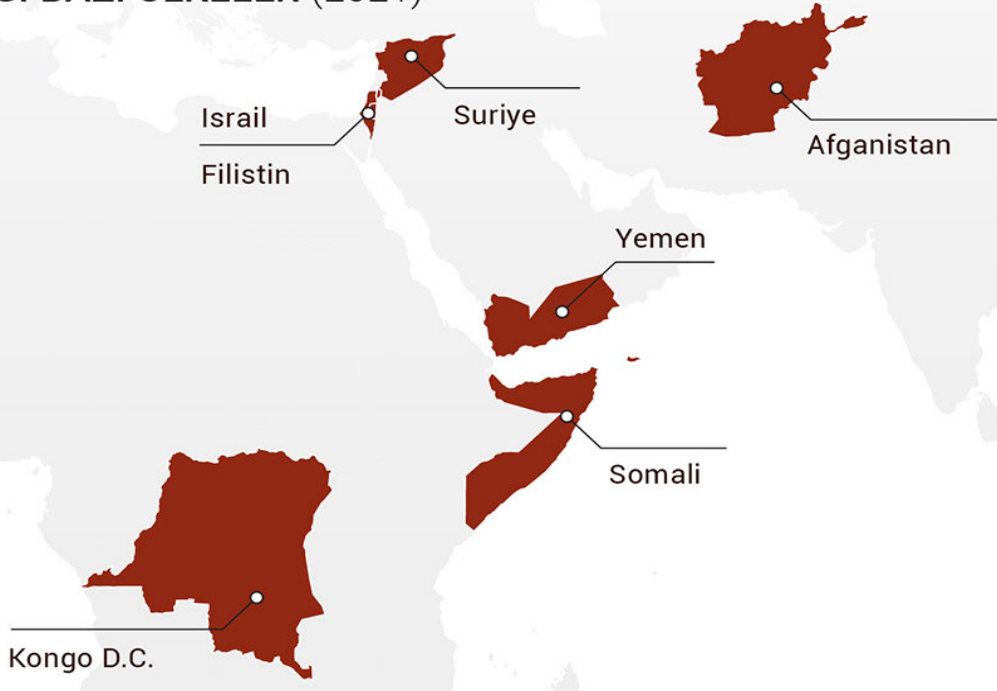 Suriye
Afganistan
Israil
Filistin
Yemen
Somali
Kongo D.C.